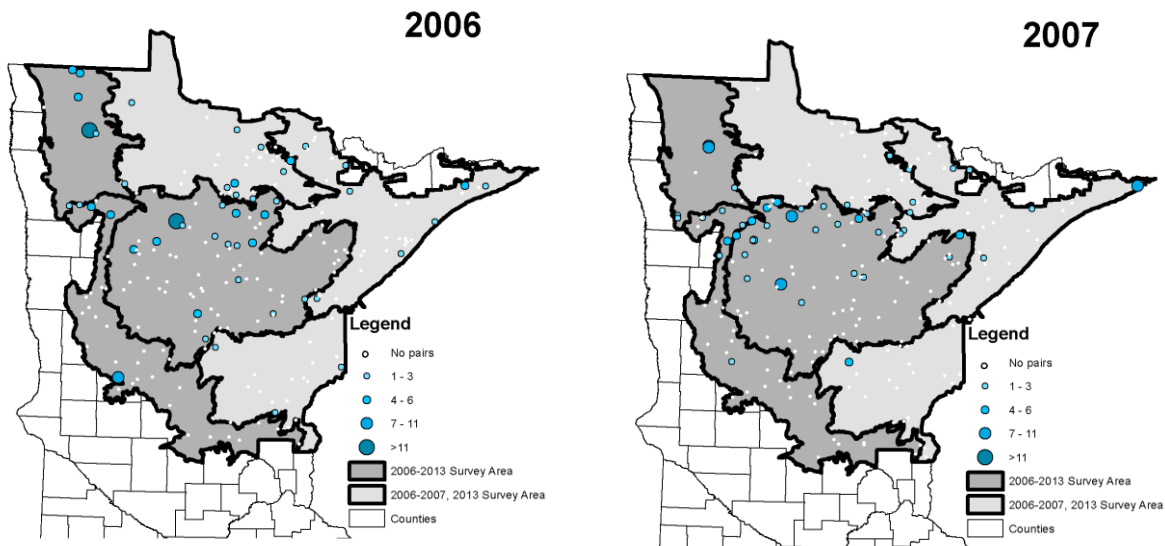 2006
Legend
No pairs
1 - 3
4 - 6
7 - 11
>11
2006-2013 Survey Area
2006-2007, 2013 Survey Area
Counties
2007
Legend
No pairs
1 - 3
4 - 6
7 - 11
>11
2006-2013 Survey Area
2006-2007, 2013 Survey Area
Counties